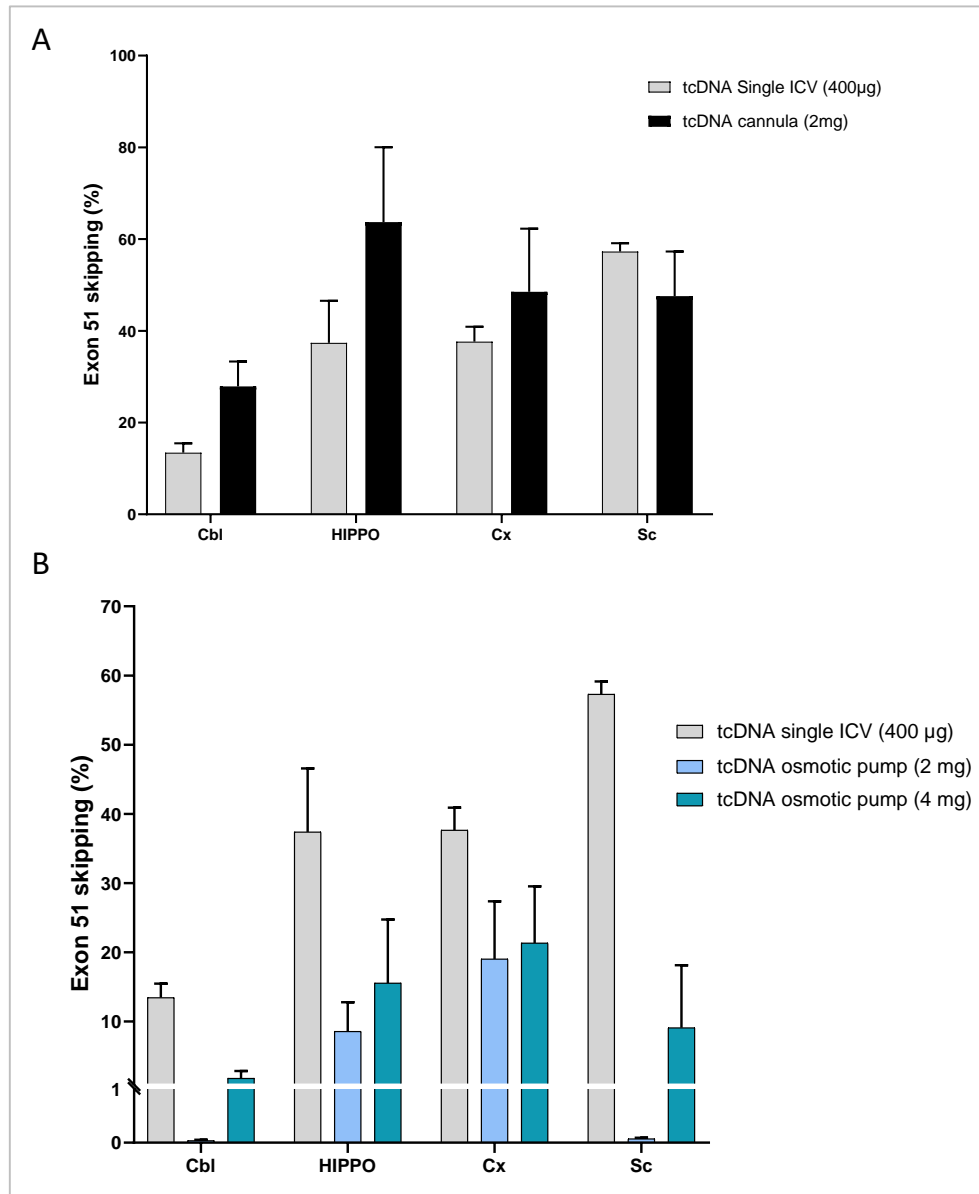 A
100
80
60
40
20
0
Exon 51 skipping (%)
tcDNA Single ICV (400µg)
tcDNA cannula (2mg)
Cbl HIPPO Cx Sc
B
70
60
50
40
30
20
10
1
0
Exon 51 skipping (%)
tcDNA single ICV (400 µg)
tcDNA osmotic pump (2 mg)
tcDNA osmotic pump (4 mg)
Cbl HIPPO Cx Sc